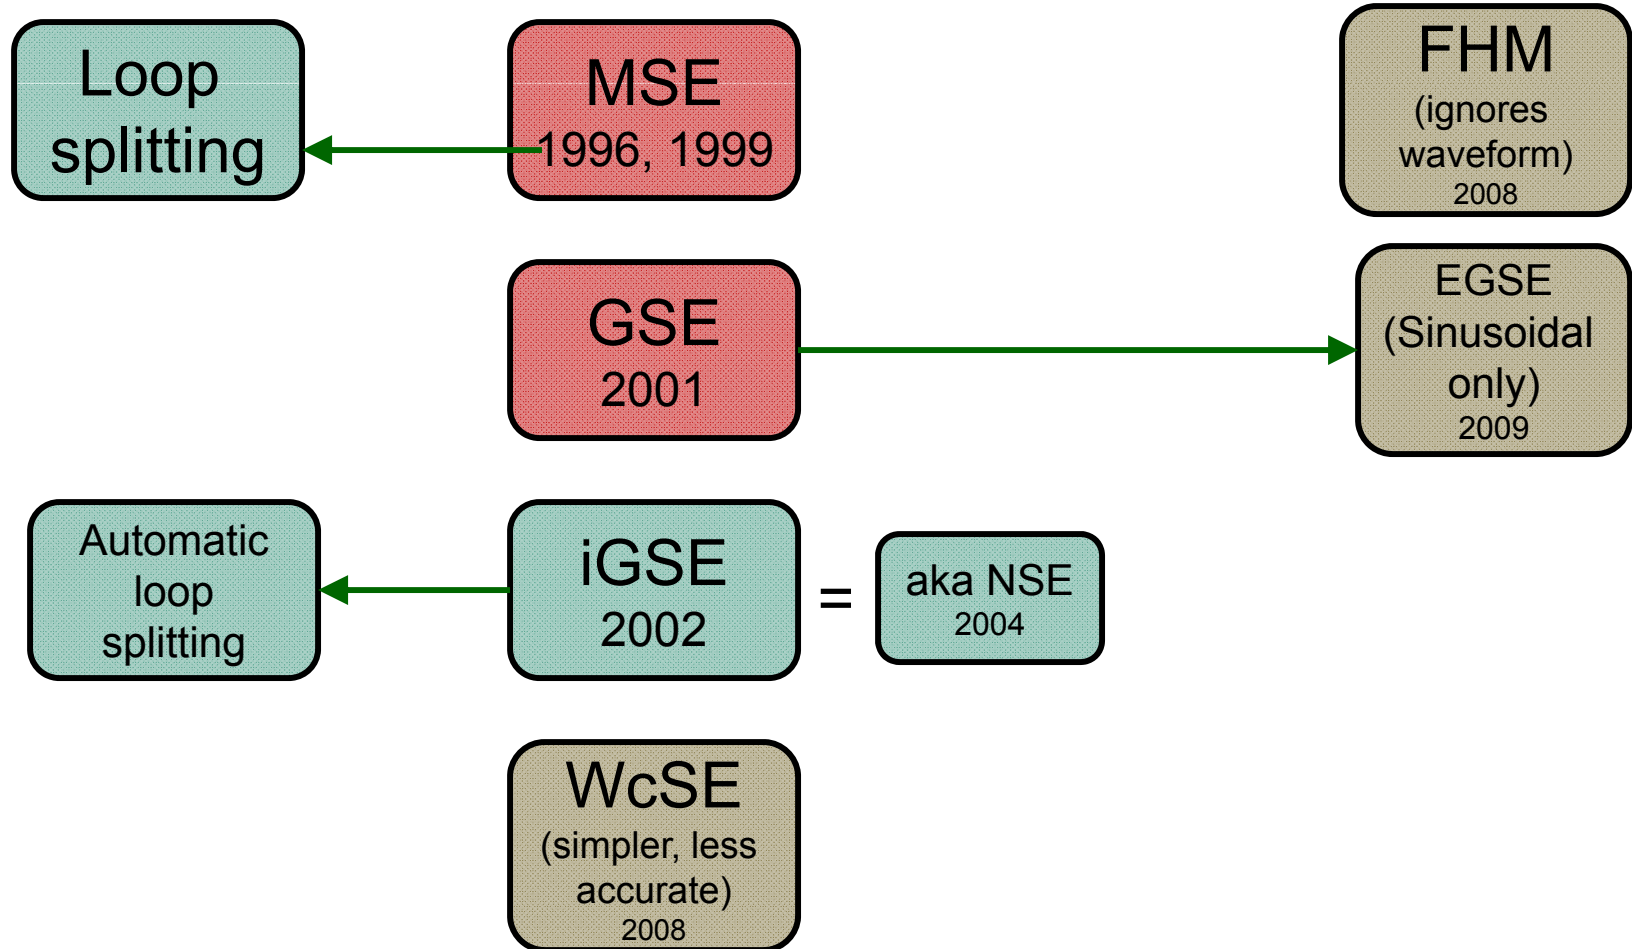 Loop
splitting
MSE
1996, 1999
FHM
(ignores
waveform)
2008
GSE
2001
EGSE
(Sinusoidal
only)
2009
Automatic
loop
splitting
iGSE
2002
=
aka NSE
2004
WcSE
(simpler, less
accurate)
2008